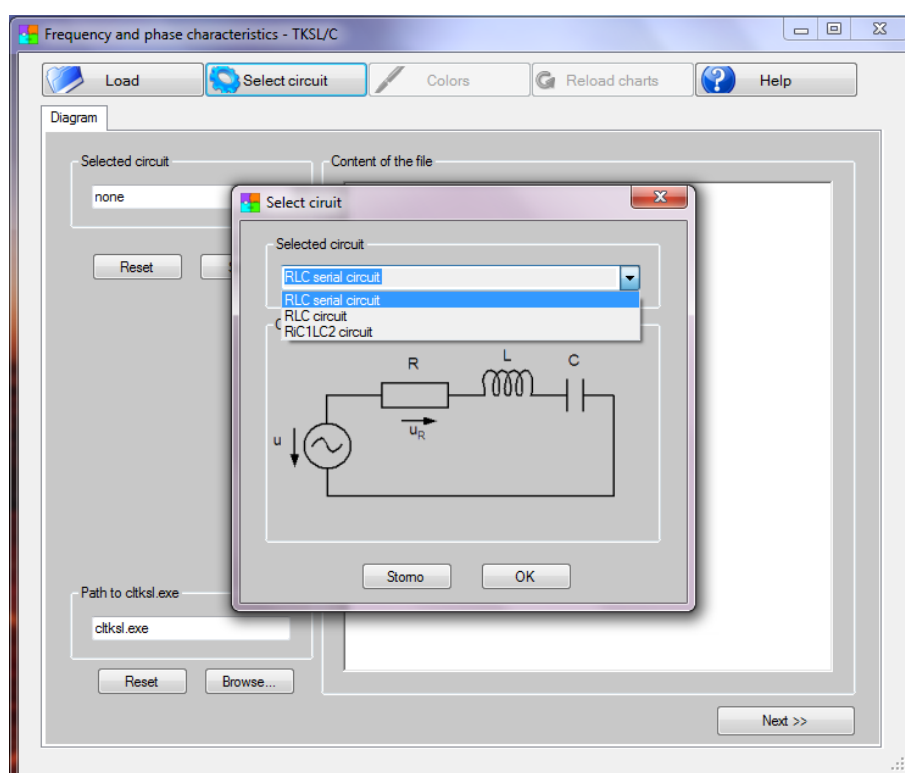 Frequency and phase characteristics - TKSL/C
Load Select circuit Colors Reload charts Help
Diagram
Selected circuit
none
Reset
Content of the file
Select ciruit
Selected circuit
RLC serial circuit
RLC serial circuit
RLC circuit
RiC1LC2 circuit
R L C
u
uR
Storno OK
Path to cltksl.exe
cltksl.exe
Reset Browse...
Next >>